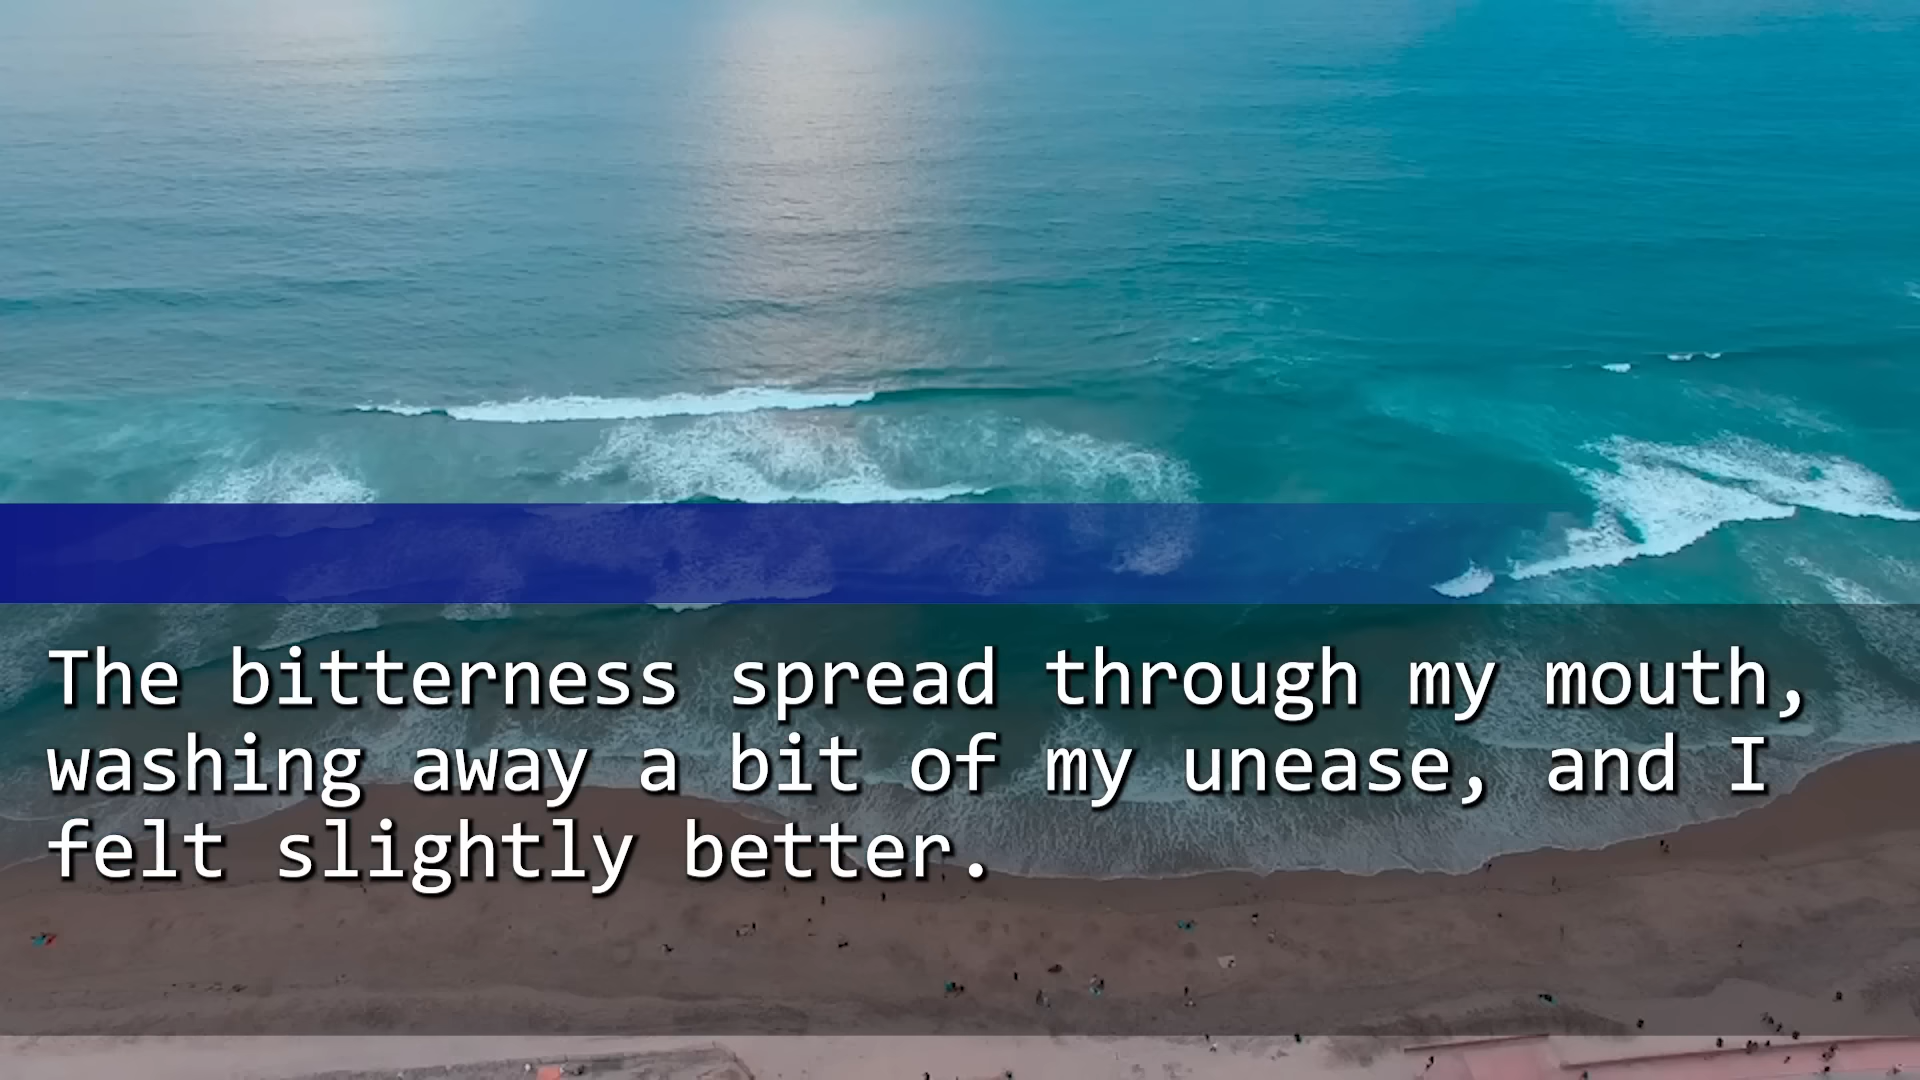 The bitterness spread through my mouth,
washing away a bit of my unease, and I
felt slightly better.